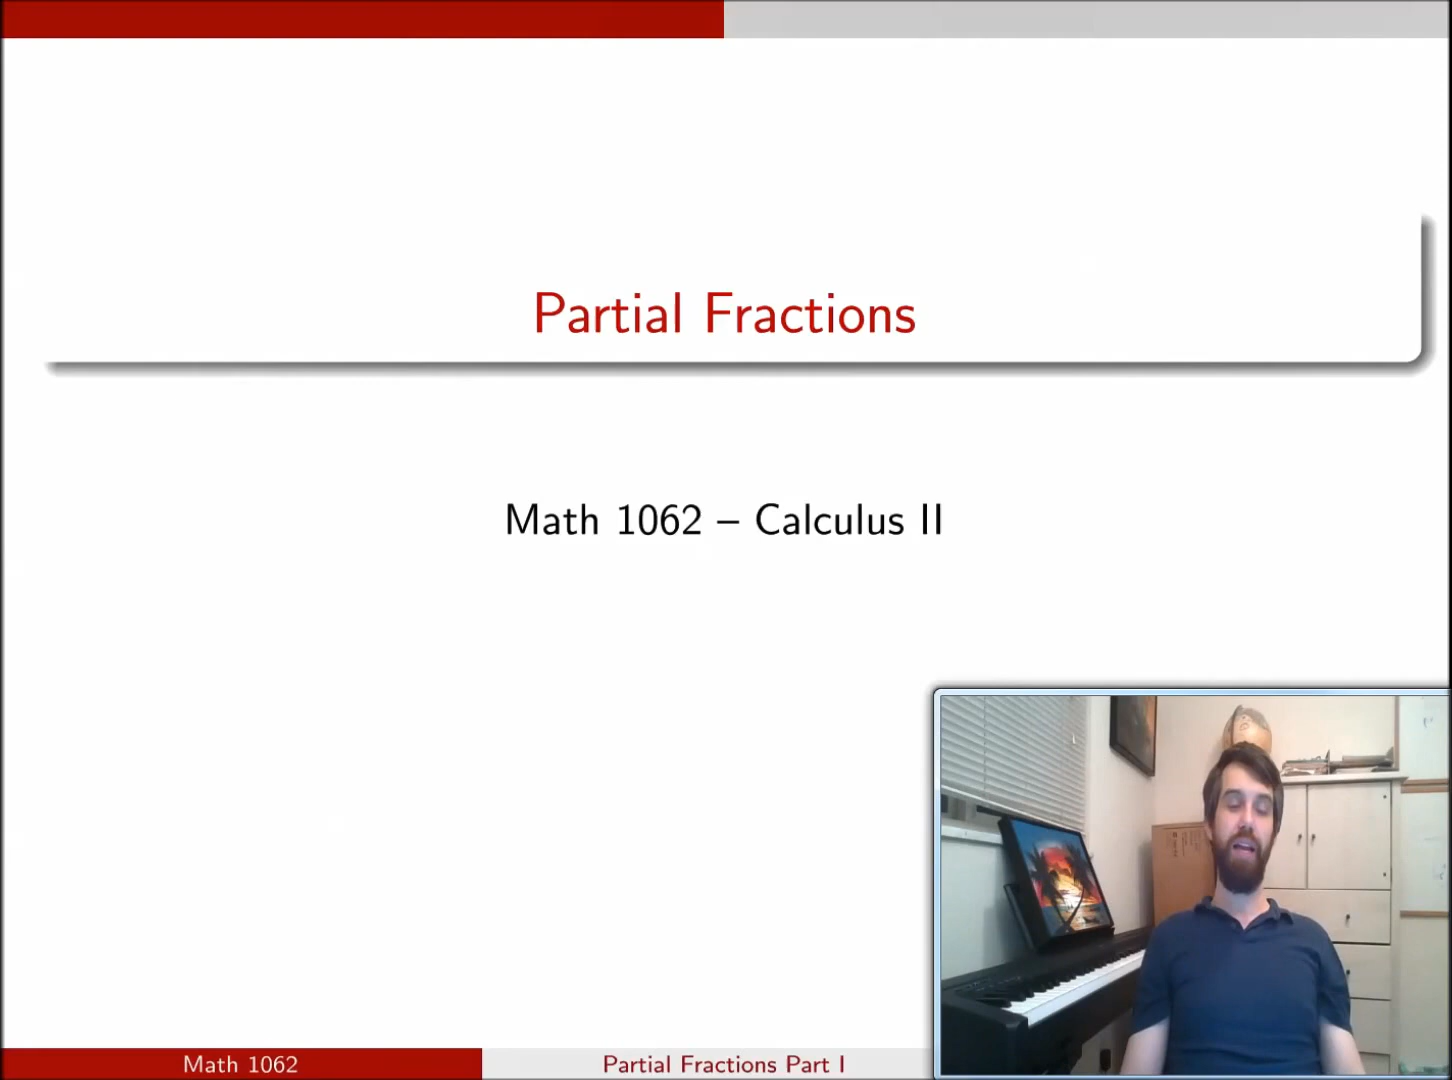 Partial Fractions
Math 1062 – Calculus II
Math 1062
Partial Fractions Part I